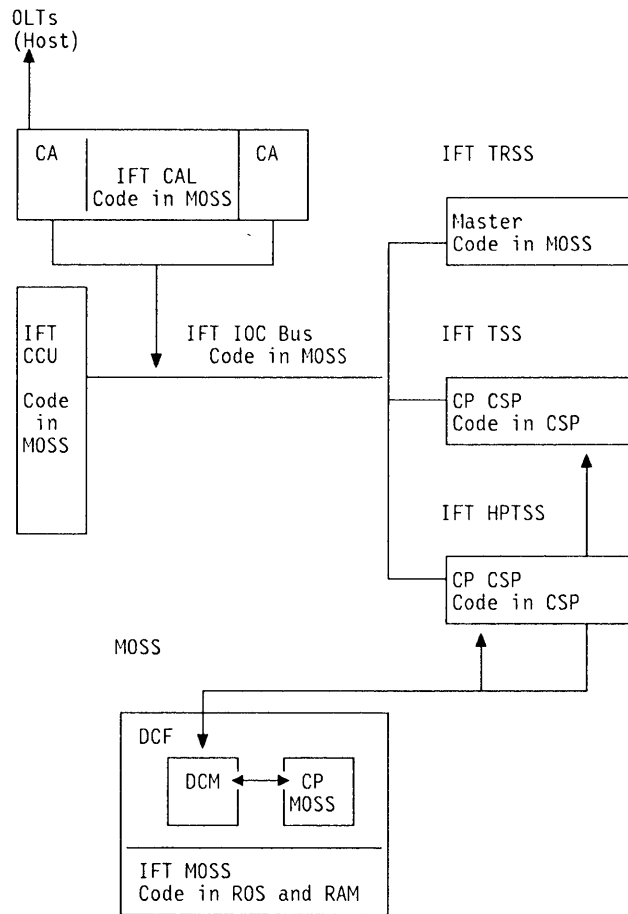 OLTs
(Host)
CA
IFT CAL
Code in MOSS
CA
IFT TRSS
Master
Code in MOSS
IFT
CCU
Code
in
MOSS
IFT IOC Bus
Code in MOSS
IFT TSS
CP CSP
Code in CSP
IFT HPTSS
CP CSP
Code in CSP
MOSS
DCF
DCM
CP
MOSS
IFT MOSS
Code in ROS and RAM